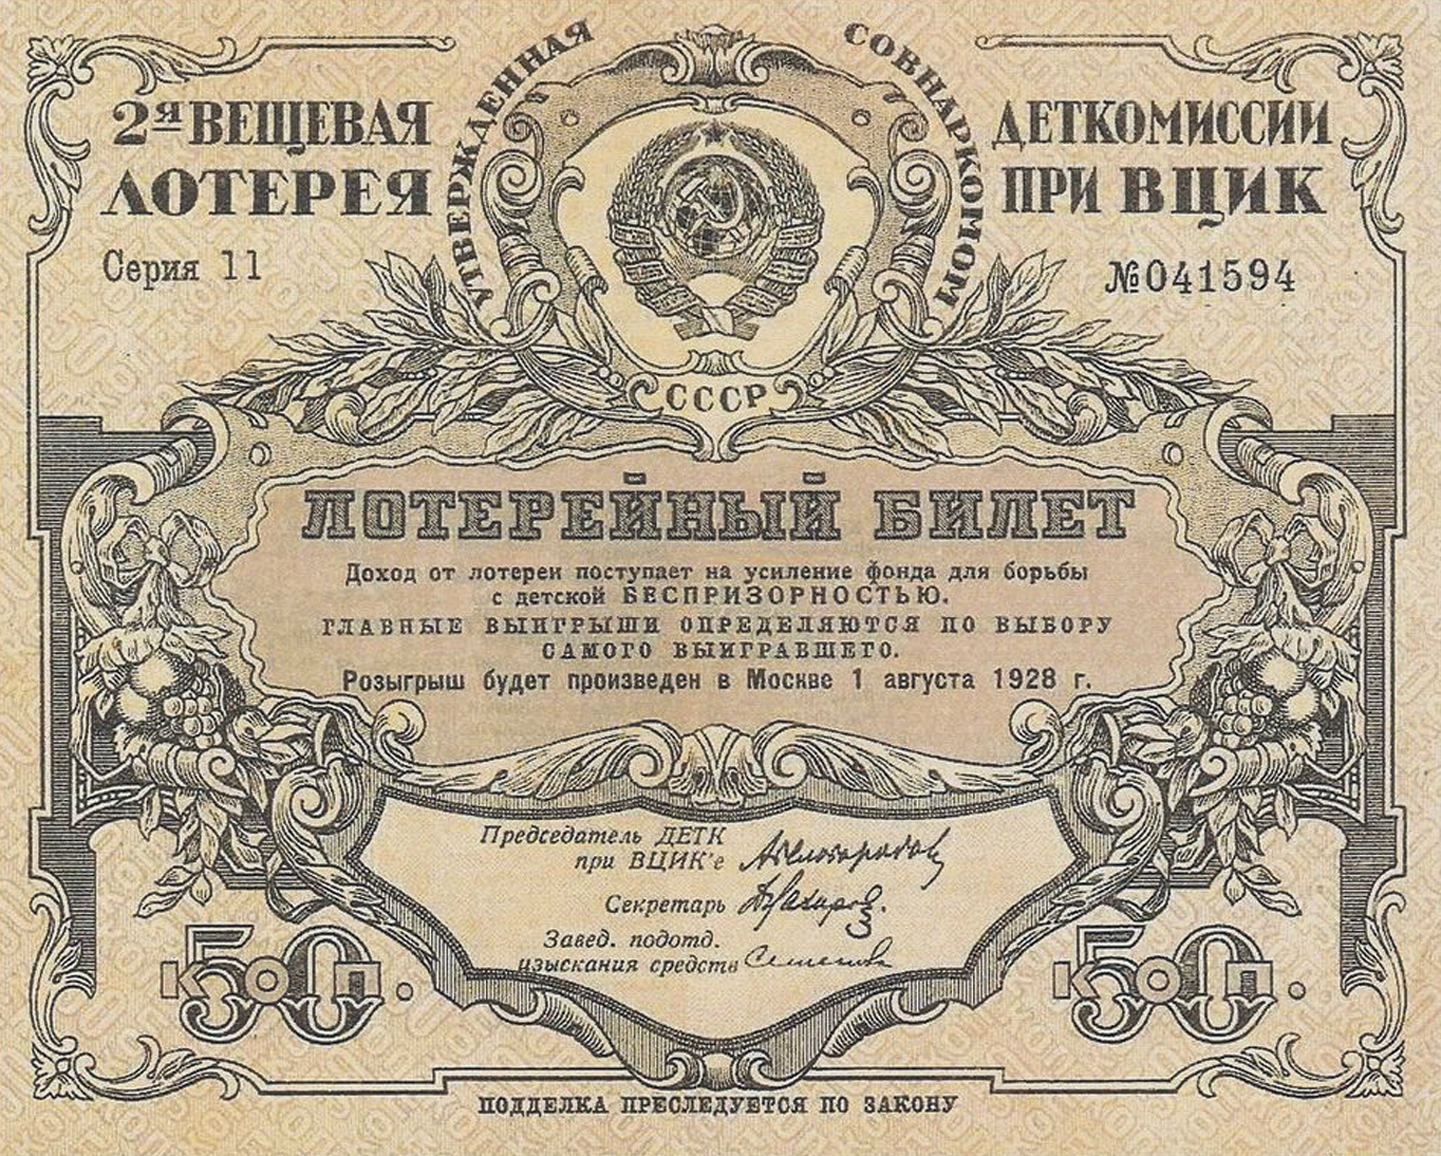 УТВЕРЖДЕННАЯ СОВНАРКОМОМ
2-я ВЕЩЕВАЯ
ЛОТЕРЕЯ
Серия 11
ДЕТКОМИССИИ
ПРИ ВЦИК
№041594
СССР
ЛОТЕРЕЙНЫЙ БИЛЕТ
Доход от лотереи поступает на усиление фонда для борьбы
с детской БЕСПРИЗОРНОСТЬЮ.
ГЛАВНЫЕ ВЫИГРЫШИ ОПРЕДЕЛЯЮТСЯ ПО ВЫБОРУ
САМОГО ВЫИГРАВШЕГО.
Розыгрыш будет произведен в Москве 1 августа 1928 г.
Председатель ДЕТК
при ВЦИК'е
Секретарь
Завед. подотд.
изыскания средств
50 КОП.
50 КОП.
ПОДДЕЛКА ПРЕСЛЕДУЕТСЯ ПО ЗАКОНУ